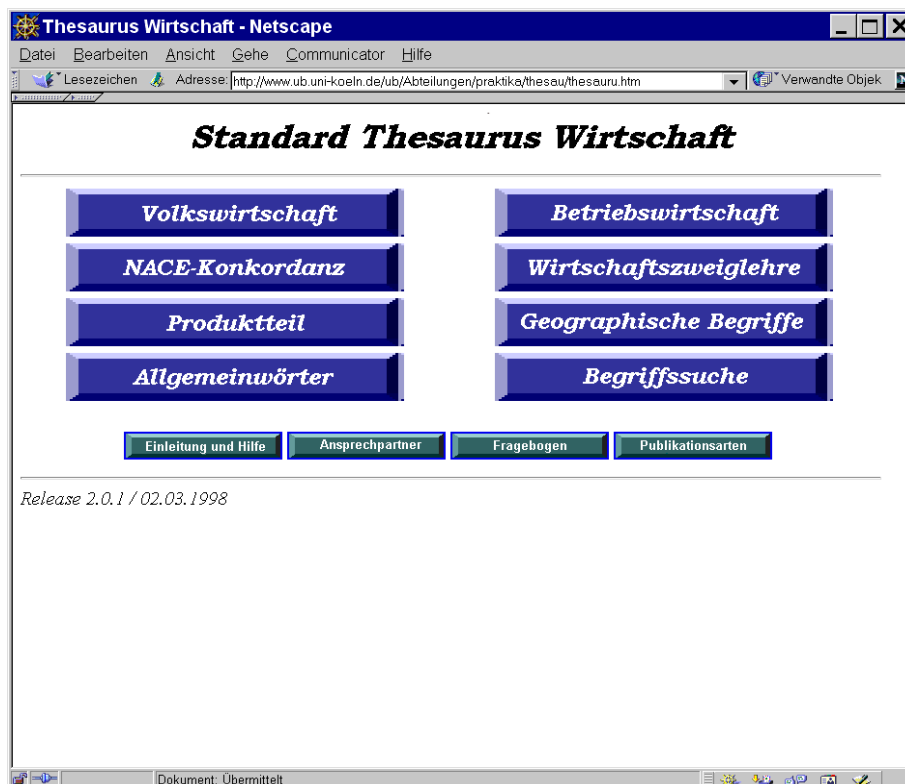 Thesaurus Wirtschaft - Netscape
Datei Bearbeiten Ansicht Gehe Communicator Hilfe
Lesezeichen Adresse: http://www.ub.uni-koeln.de/ub/Abteilungen/praktika/thesau/thesauru.htm Verwandte Objek N
Standard Thesaurus Wirtschaft
Volkswirtschaft Betriebswirtschaft
NACE-Konkordanz Wirtschaftszweiglehre
Produktteil Geographische Begriffe
Allgemeinwörter Begriffssuche
Einleitung und Hilfe Ansprechpartner Fragebogen Publikationsarten
Release 2.0.1 / 02.03.1998
Dokument: Übermittelt